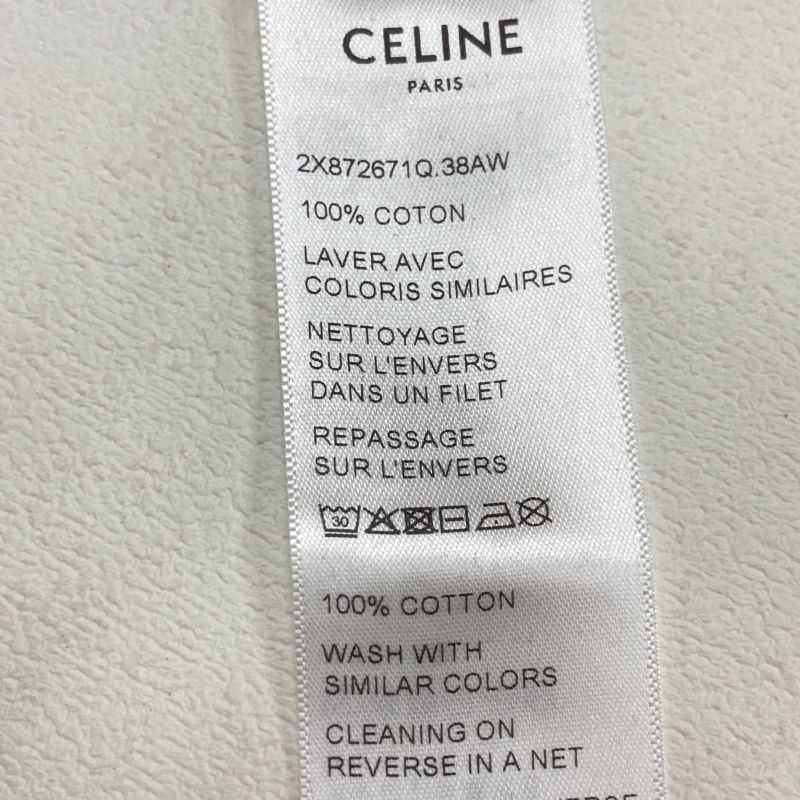 CELINE
PARIS
2X872671Q.38AW
100% COTON
LAVER AVEC
COLORIS SIMILAIRES
NETTOYAGE
SUR L'ENVERS
DANS UN FILET
REPASSAGE
SUR L'ENVERS
30
100% COTTON
WASH WITH
SIMILAR COLORS
CLEANING ON
REVERSE IN A NET